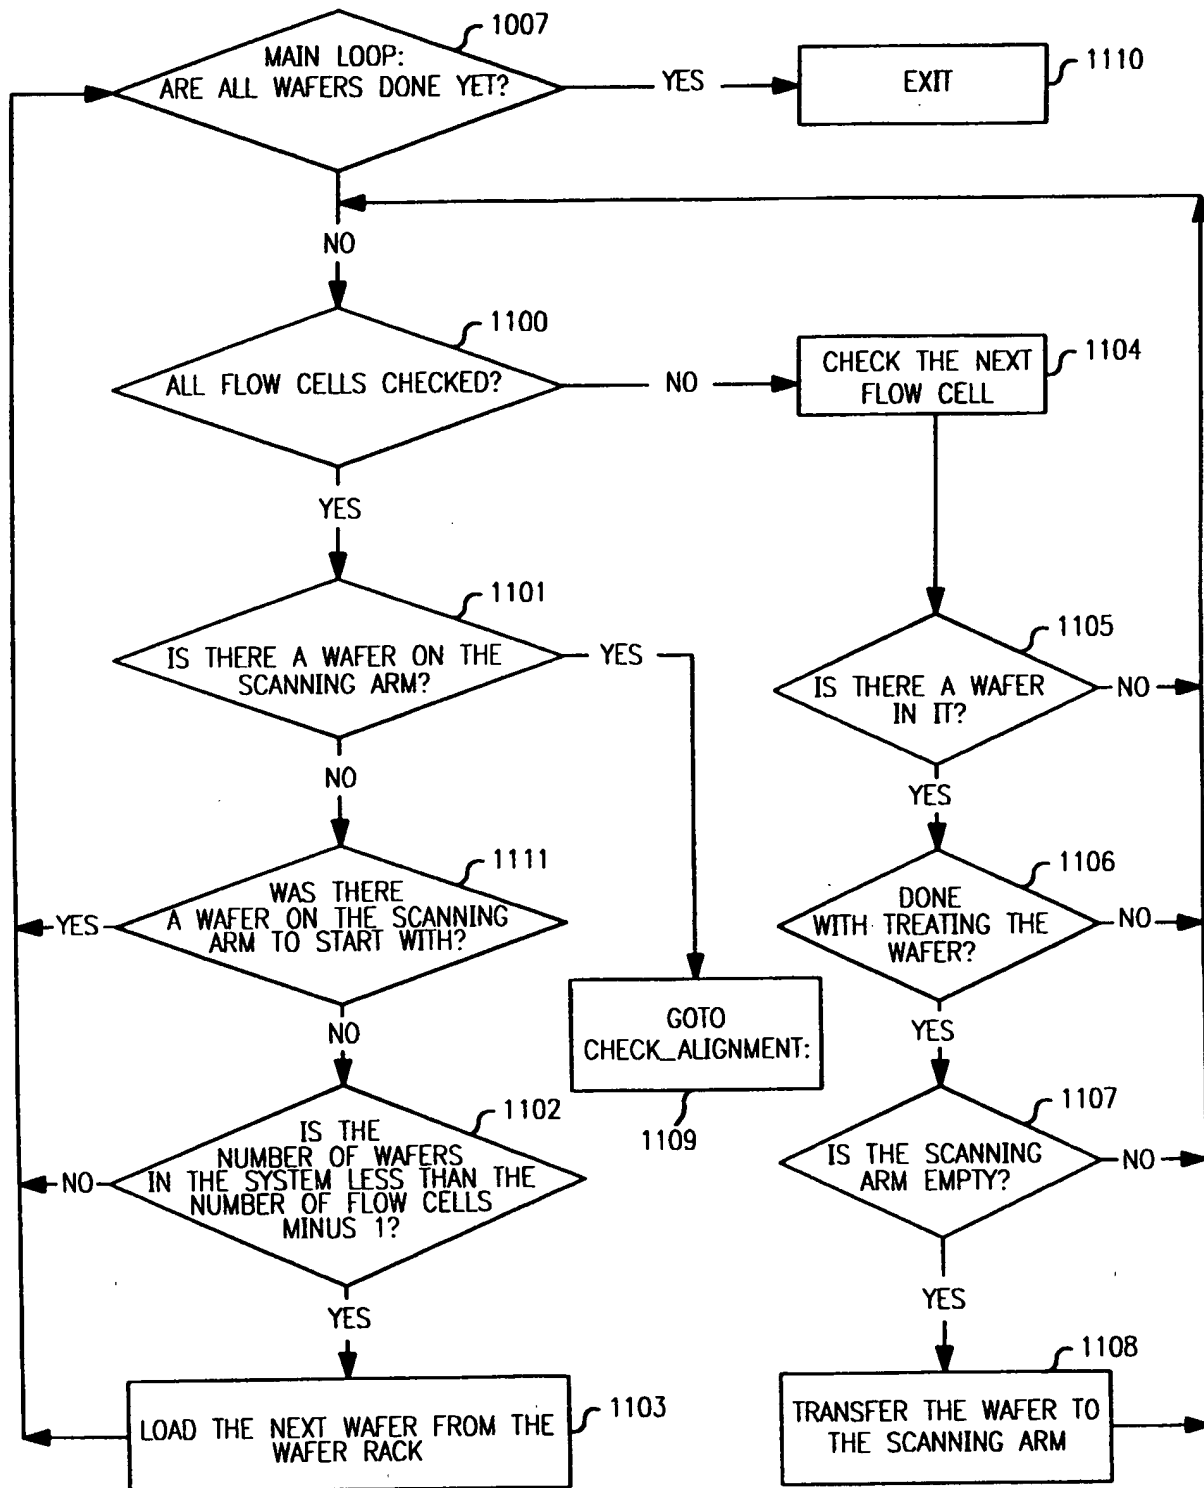 1007
MAIN LOOP:
ARE ALL WAFERS DONE YET?
YES
EXIT
1110
NO
1100
ALL FLOW CELLS CHECKED?
NO
CHECK THE NEXT
FLOW CELL
1104
YES
1101
IS THERE A WAFER ON THE
SCANNING ARM?
YES
1105
IS THERE A WAFER
IN IT?
NO
NO
YES
1111
WAS THERE
A WAFER ON THE SCANNING
ARM TO START WITH?
YES
1106
DONE
WITH TREATING THE
WAFER?
NO
NO
GOTO
CHECK_ALIGNMENT:
1109
YES
1102
IS THE
NUMBER OF WAFERS
IN THE SYSTEM LESS THAN THE
NUMBER OF FLOW CELLS
MINUS 1?
NO
1107
IS THE SCANNING
ARM EMPTY?
NO
YES
YES
LOAD THE NEXT WAFER FROM THE
WAFER RACK
1103
1108
TRANSFER THE WAFER TO
THE SCANNING ARM